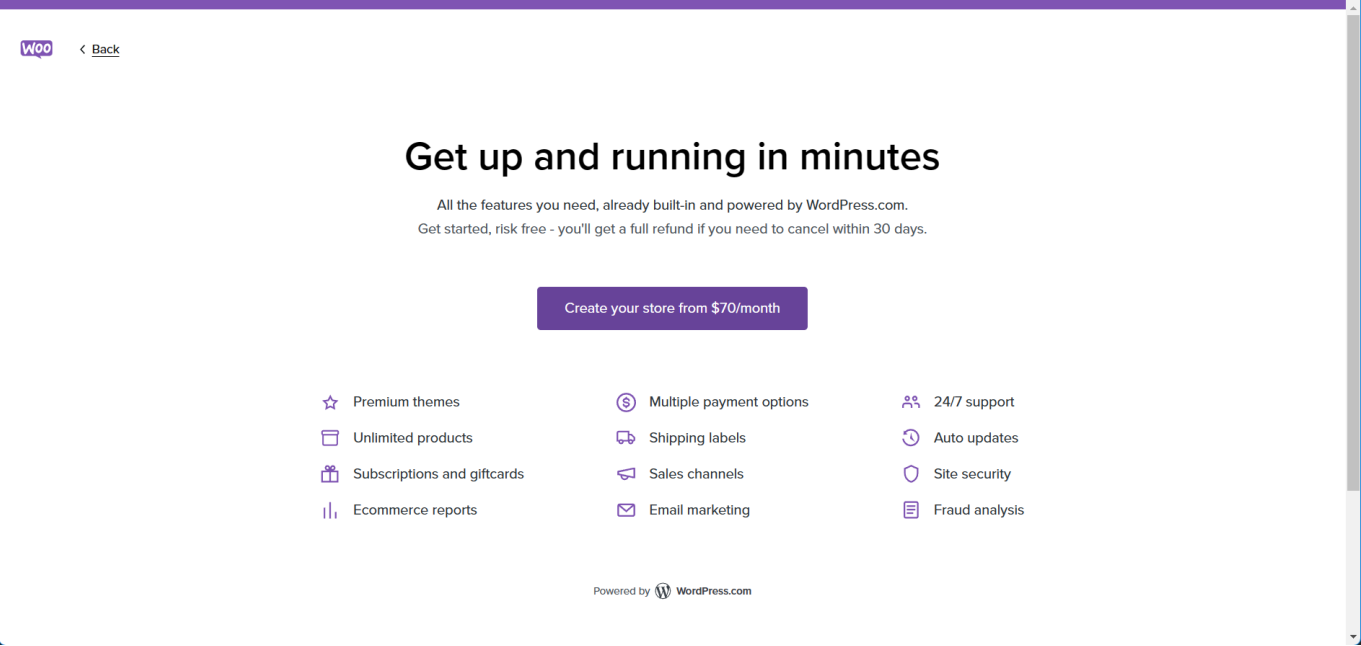 Woo
Back
Get up and running in minutes
All the features you need, already built-in and powered by WordPress.com.
Get started, risk free - you'll get a full refund if you need to cancel within 30 days.
Create your store from $70/month
Premium themes
Multiple payment options
24/7 support
Unlimited products
Shipping labels
Auto updates
Subscriptions and giftcards
Sales channels
Site security
Ecommerce reports
Email marketing
Fraud analysis
Powered by WordPress.com